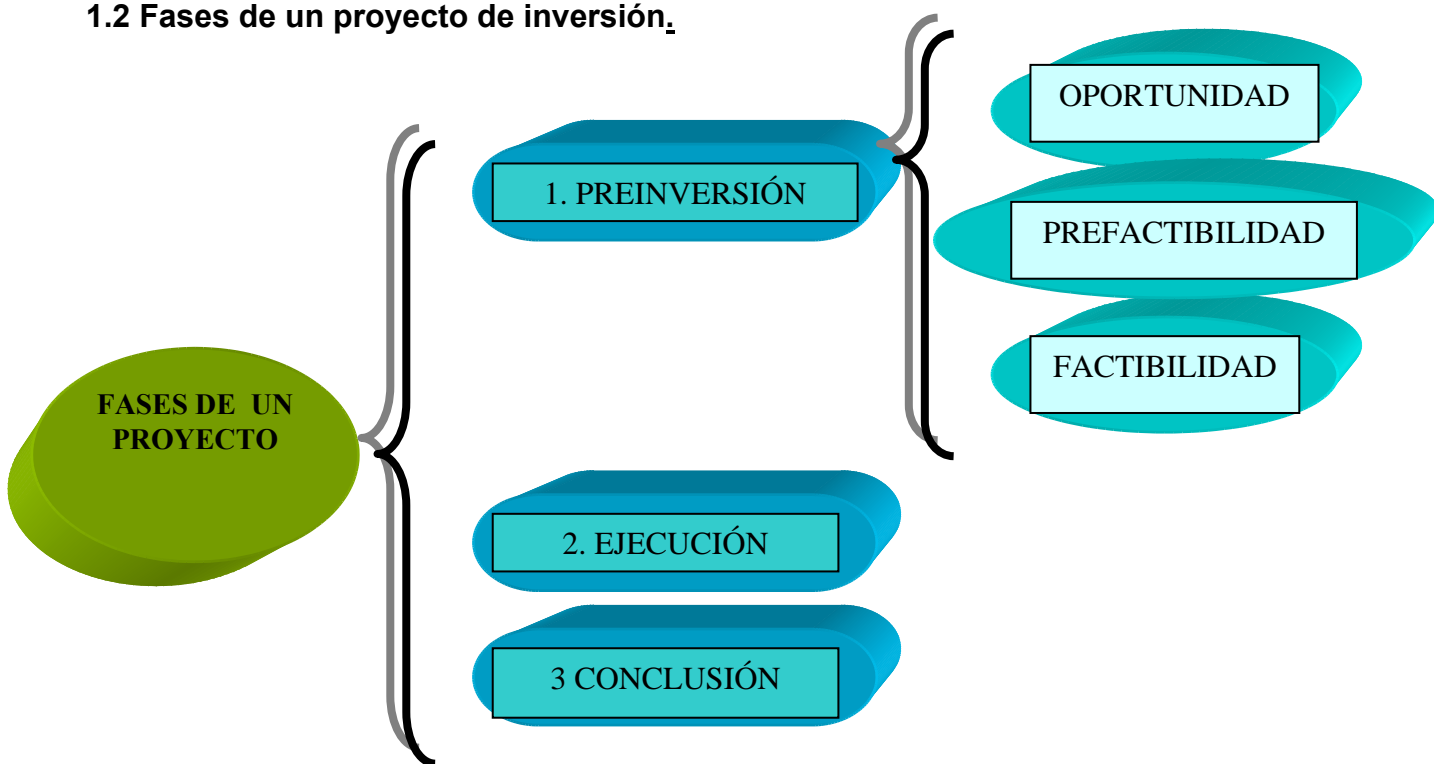 1.2 Fases de un proyecto de inversión.
FASES DE UN
PROYECTO
1. PREINVERSIÓN
OPORTUNIDAD
PREFACTIBILIDAD
FACTIBILIDAD
2. EJECUCIÓN
3 CONCLUSIÓN